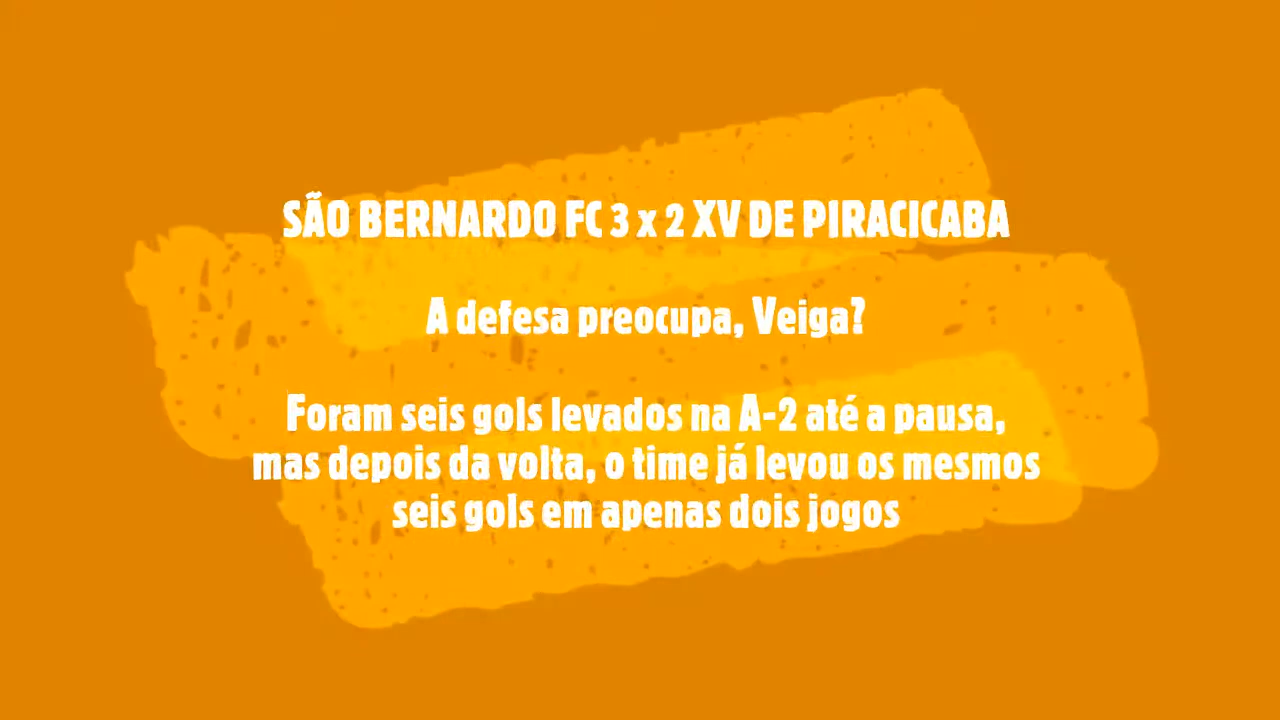 SÃO BERNARDO FC 3 x 2 XV DE PIRACICABA
A defesa preocupa, Veiga?
Foram seis gols levados na A-2 até a pausa,
mas depois da volta, o time já levou os mesmos
seis gols em apenas dois jogos